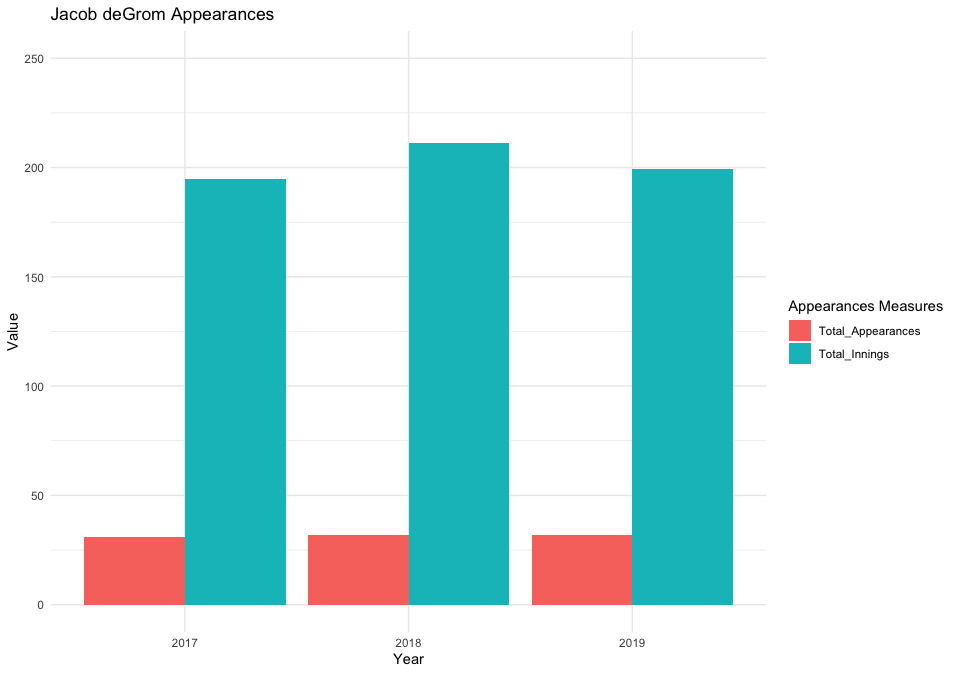 Jacob deGrom Appearances
250
200
150
100
50
0
Value
2017 2018 2019
Year
Appearances Measures
Total_Appearances
Total_Innings